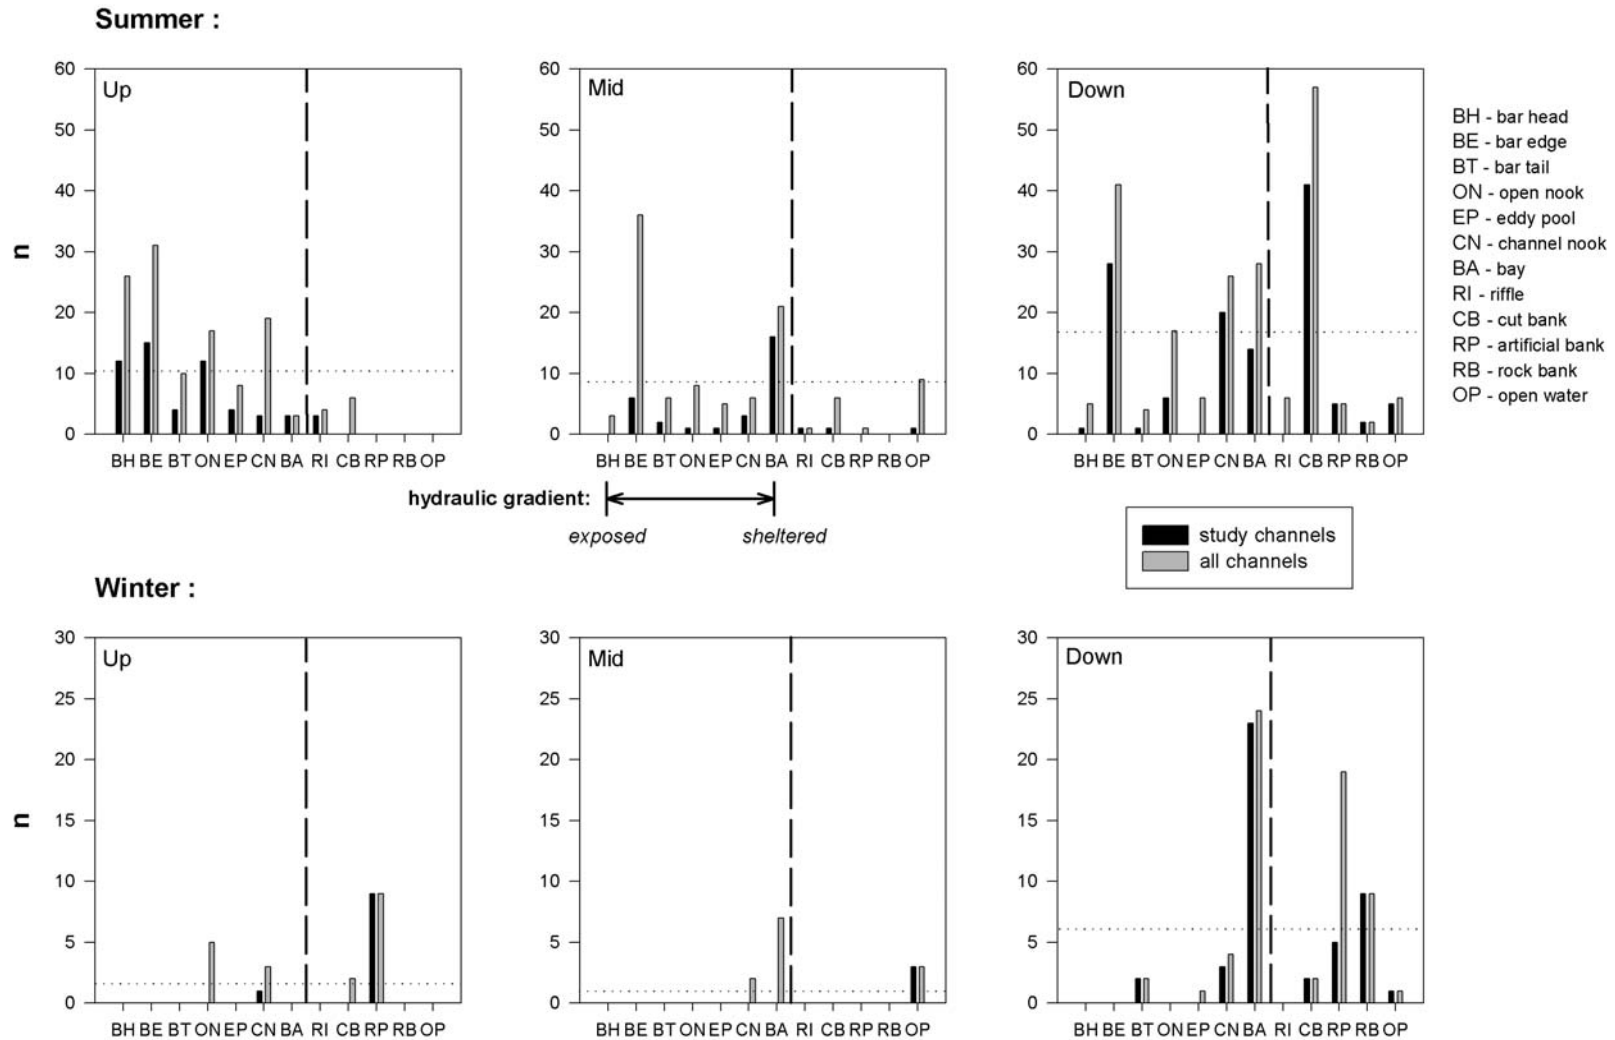 Summer :
60
50
40
30
20
10
0
n
Up
BH BE BT ON EP CN BA RI CB RP RB OP
60
50
40
30
20
10
0
Mid
BH BE BT ON EP CN BA RI CB RP RB OP
hydraulic gradient:
exposed
sheltered
60
50
40
30
20
10
0
Down
BH BE BT ON EP CN BA RI CB RP RB OP
BH - bar head
BE - bar edge
BT - bar tail
ON - open nook
EP - eddy pool
CN - channel nook
BA - bay
RI - riffle
CB - cut bank
RP - artificial bank
RB - rock bank
OP - open water
study channels
all channels
Winter :
30
25
20
15
10
5
0
n
Up
BH BE BT ON EP CN BA RI CB RP RB OP
30
25
20
15
10
5
0
Mid
BH BE BT ON EP CN BA RI CB RP RB OP
30
25
20
15
10
5
0
Down
BH BE BT ON EP CN BA RI CB RP RB OP